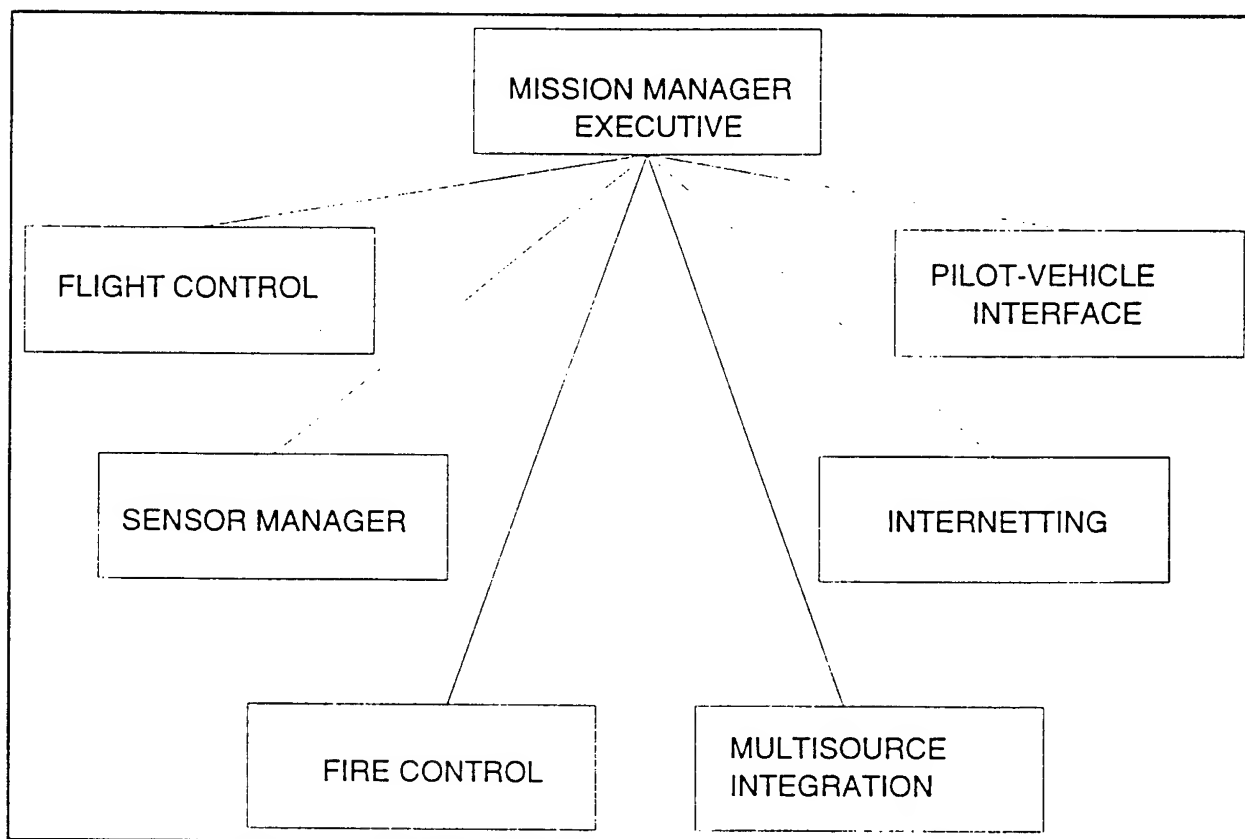 MISSION MANAGER
EXECUTIVE
FLIGHT CONTROL
PILOT-VEHICLE
INTERFACE
SENSOR MANAGER
INTERNETTING
FIRE CONTROL
MULTISOURCE
INTEGRATION